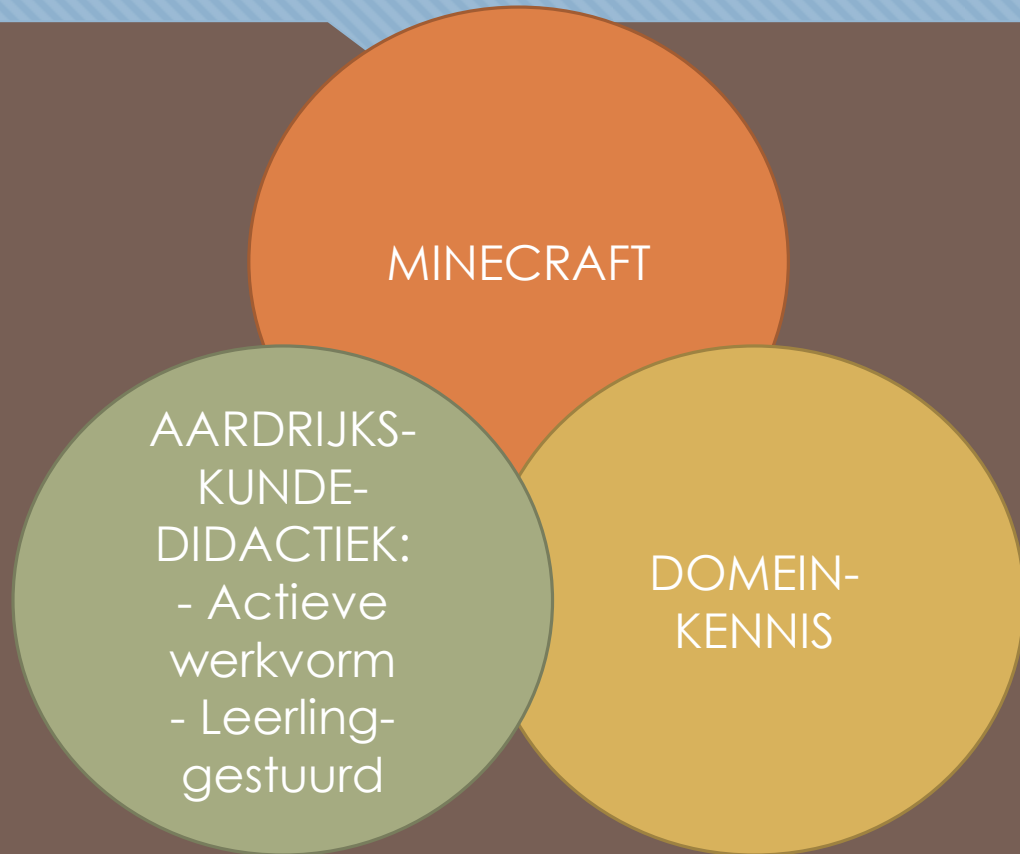 MINECRAFT
AARDRIJKS-
KUNDE-
DIDACTIEK:
- Actieve
werkvorm
- Leerling-
gestuurd
DOMEIN-
KENNIS